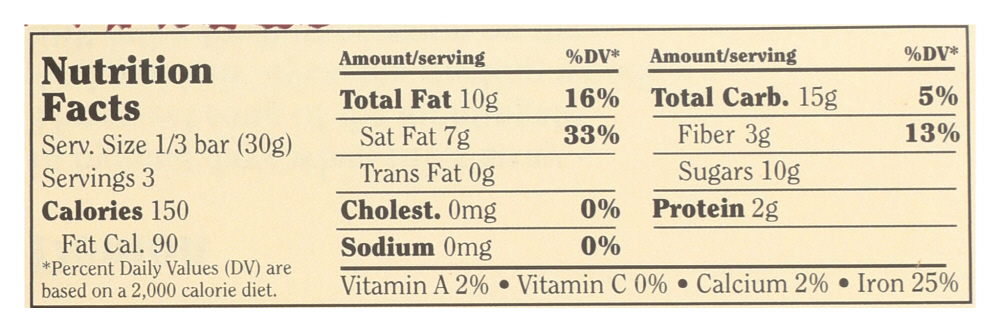 Nutrition
Facts
Serv. Size 1/3 bar (30g)
Servings 3
Calories 150
Fat Cal. 90
*Percent Daily Values (DV) are
based on a 2,000 calorie diet.
Amount/serving %DV*
Total Fat 10g 16%
Sat Fat 7g 33%
Trans Fat 0g
Cholest. 0mg 0%
Sodium 0mg 0%
Amount/serving %DV*
Total Carb. 15g 5%
Fiber 3g 13%
Sugars 10g
Protein 2g
Vitamin A 2% • Vitamin C 0% • Calcium 2% • Iron 25%